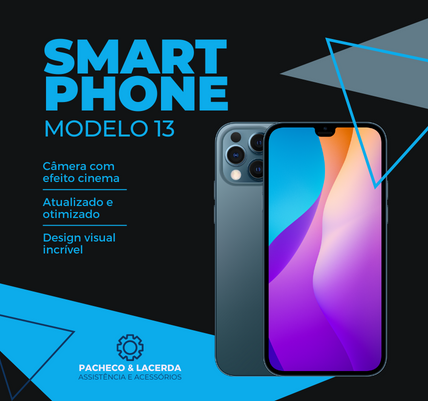 SMART
PHONE
MODELO 13
Câmera com
efeito cinema
Atualizado e
otimizado
Design visual
incrível
PACHECO & LACERDA
ASSISTÊNCIA E ACESSÓRIOS